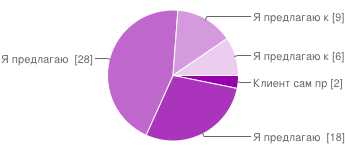 Я предлагаю к [9]
Я предлагаю к [6]
Я предлагаю  [28]
Клиент сам пр [2]
Я предлагаю  [18]